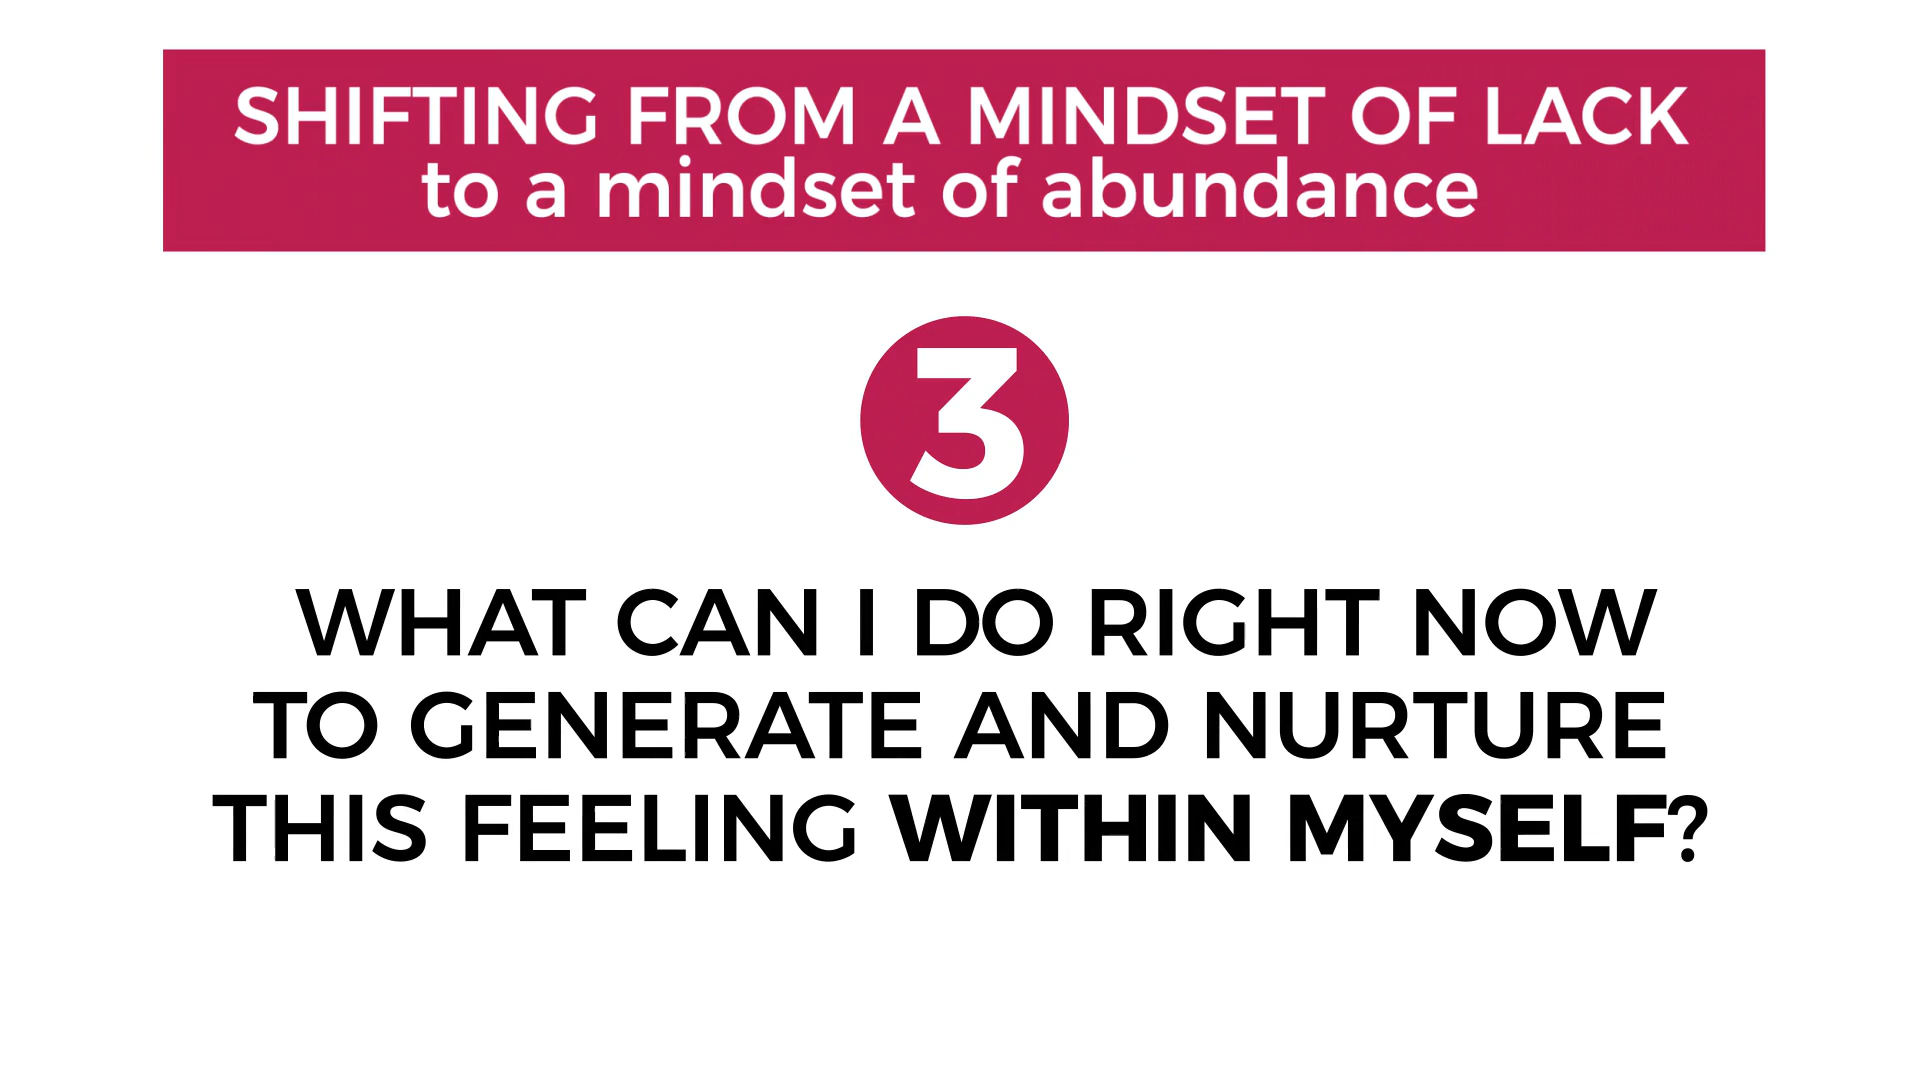 SHIFTING FROM A MINDSET OF LACK
to a mindset of abundance
3
WHAT CAN I DO RIGHT NOW
TO GENERATE AND NURTURE
THIS FEELING WITHIN MYSELF?